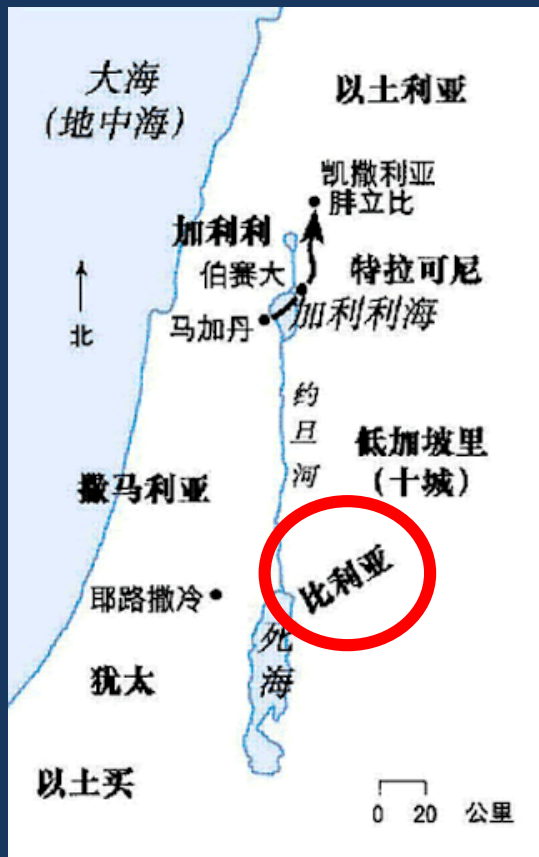 大海
(地中海)
以土利亚
凯撒利亚
腓立比
加利利
伯赛大
特拉可尼
北
马加丹
加利利海
约旦河
低加坡里
(十城)
撒马利亚
比利亚
耶路撒冷
死海
犹太
以土买
0 20 公里